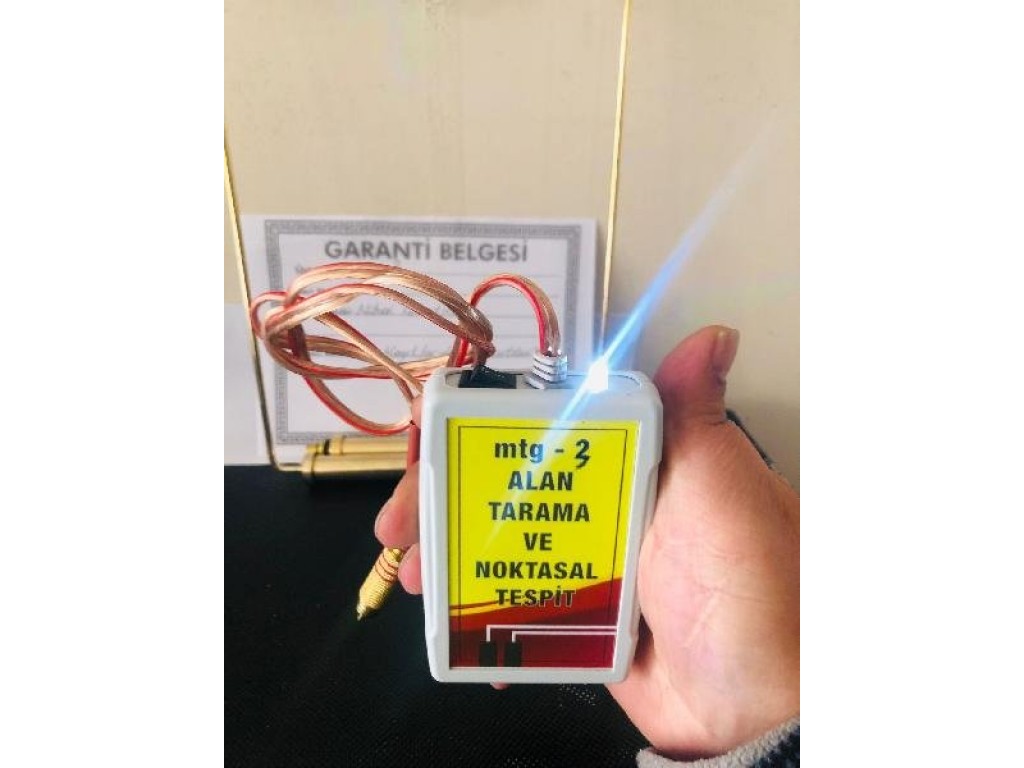 GARANTİ BELGESİ
mtg - 3
ALAN
TARAMA
VE
NOKTASAL
TESPİT